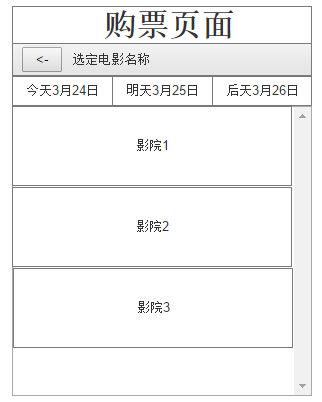 购票页面
<- 选定电影名称
今天3月24日 明天3月25日 后天3月26日
影院1
影院2
影院3